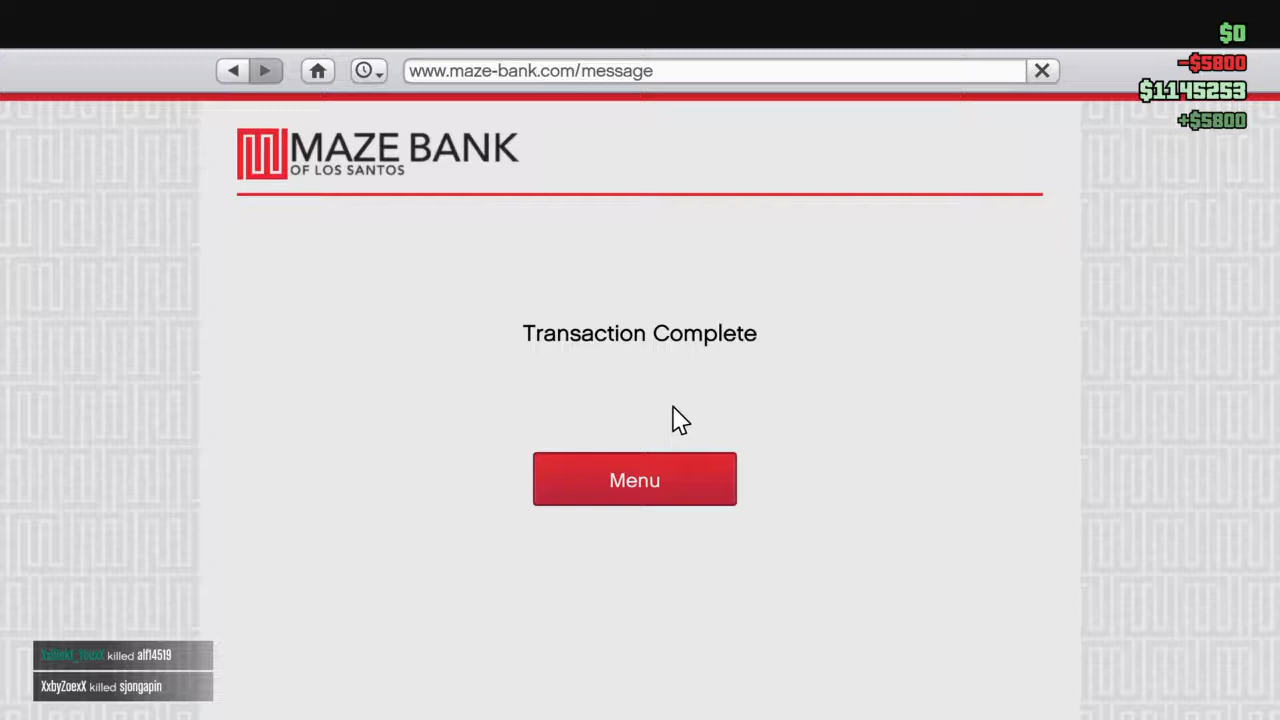 $0
-$5800
www.maze-bank.com/message
$1145253
+$5800
MAZE BANK
OF LOS SANTOS
Transaction Complete
Menu
killed alf14519
XxbyZoexX killed sjongapin